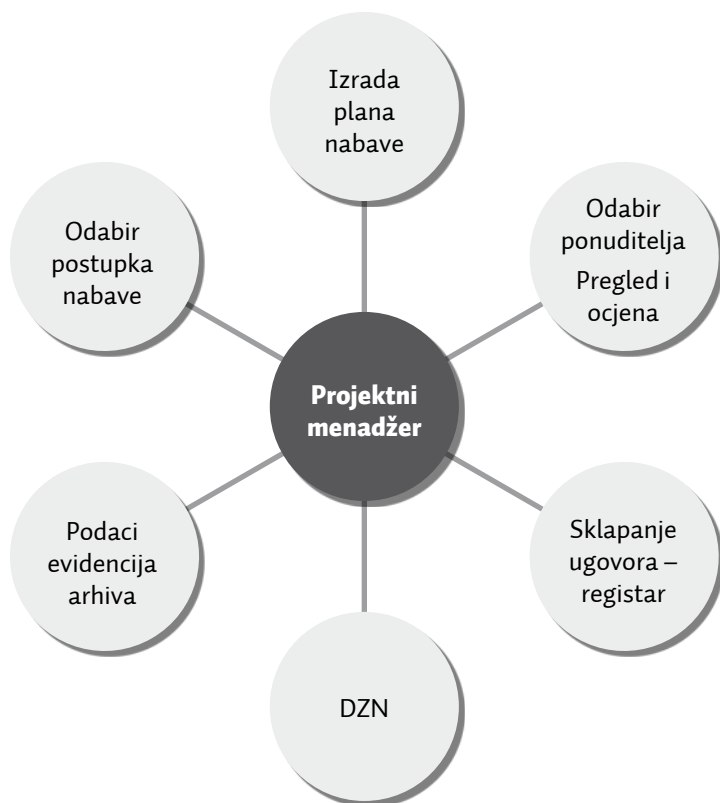 Izrada
plana
nabave
Odabir
postupka
nabave
Odabir
ponuditelja
Pregled i
ocjena
Projektni
menadžer
Podaci
evidencija
arhiva
Sklapanje
ugovora –
registar
DZN